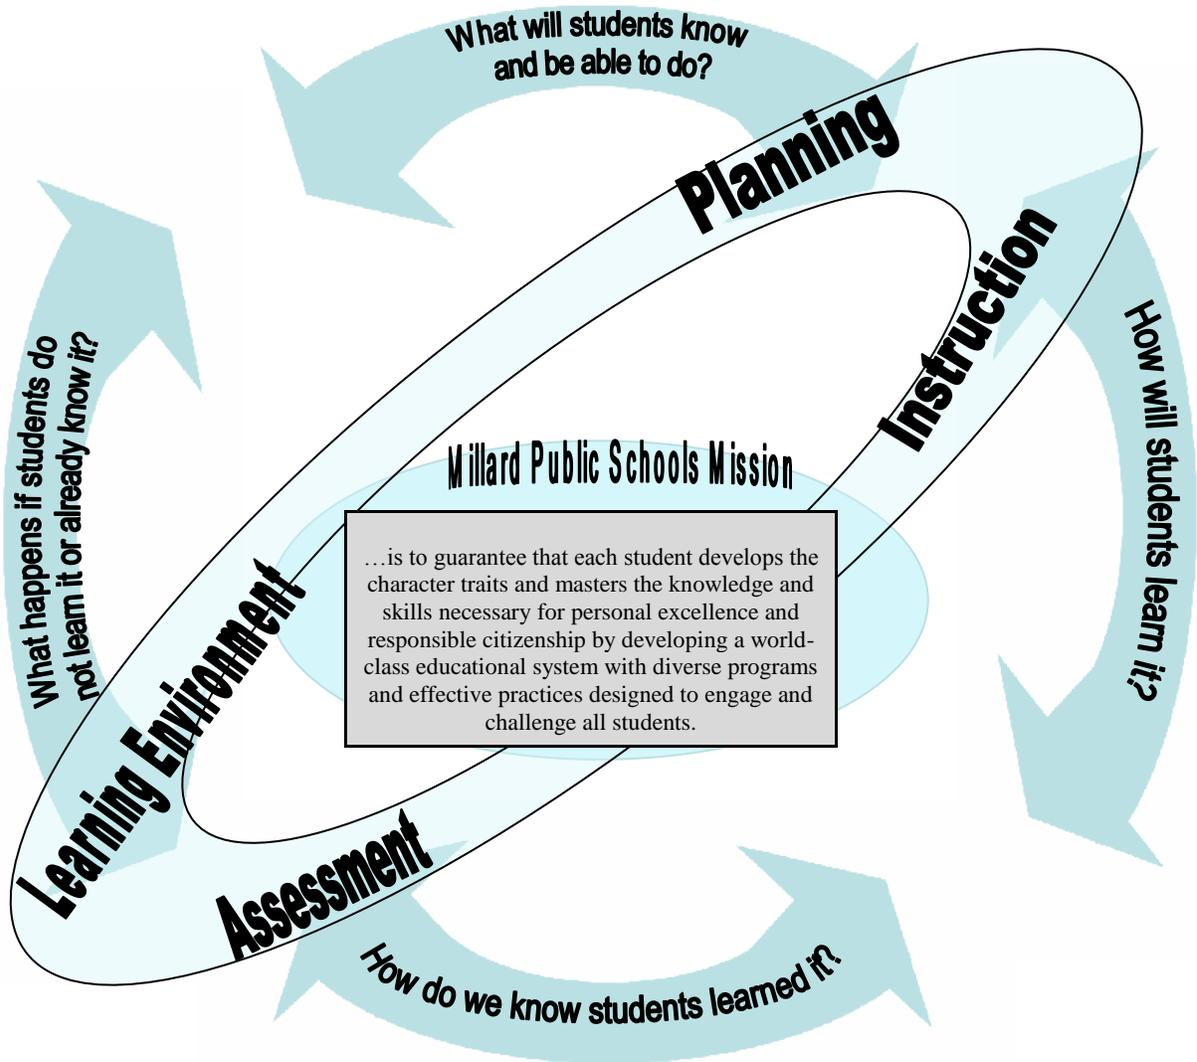 What will students know
and be able to do?
Planning
Instruction
How will students learn it?
What happens if students do
not learn it or already know it?
Millard Public Schools Mission
…is to guarantee that each student develops the
character traits and masters the knowledge and
skills necessary for personal excellence and
responsible citizenship by developing a world-
class educational system with diverse programs
and effective practices designed to engage and
challenge all students.
Learning Environment
Assessment
How do we know students learned it?